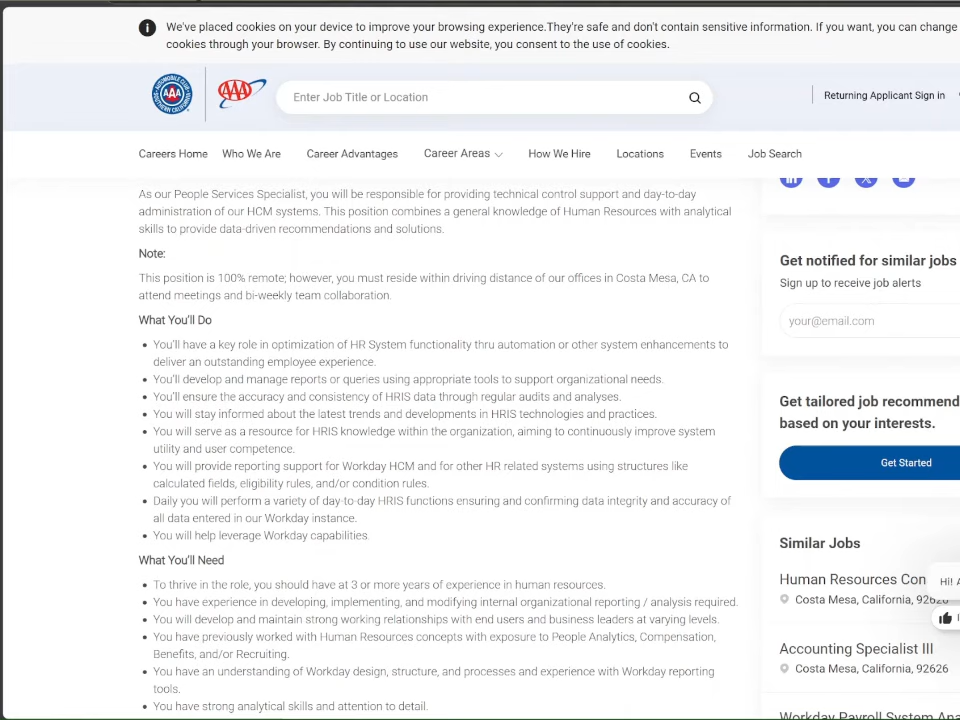 We've placed cookies on your device to improve your browsing experience.They're safe and don't contain sensitive information. If you want, you can change
cookies through your browser. By continuing to use our website, you consent to the use of cookies.
AAA
AAA
Enter Job Title or Location
Returning Applicant Sign in
Careers Home
Who We Are
Career Advantages
Career Areas
How We Hire
Locations
Events
Job Search
As our People Services Specialist, you will be responsible for providing technical control support and day-to-day
administration of our HCM systems. This position combines a general knowledge of Human Resources with analytical
skills to provide data-driven recommendations and solutions.
Note:
This position is 100% remote; however, you must reside within driving distance of our offices in Costa Mesa, CA to
attend meetings and bi-weekly team collaboration.
What You'll Do
You'll have a key role in optimization of HR System functionality thru automation or other system enhancements to
deliver an outstanding employee experience.
You'll develop and manage reports or queries using appropriate tools to support organizational needs.
You'll ensure the accuracy and consistency of HRIS data through regular audits and analyses.
You will stay informed about the latest trends and developments in HRIS technologies and practices.
You will serve as a resource for HRIS knowledge within the organization, aiming to continuously improve system
utility and user competence.
You will provide reporting support for Workday HCM and for other HR related systems using structures like
calculated fields, eligibility rules, and/or condition rules.
Daily you will perform a variety of day-to-day HRIS functions ensuring and confirming data integrity and accuracy of
all data entered in our Workday instance.
You will help leverage Workday capabilities.
What You'll Need
To thrive in the role, you should have at 3 or more years of experience in human resources.
You have experience in developing, implementing, and modifying internal organizational reporting / analysis required.
You will develop and maintain strong working relationships with end users and business leaders at varying levels.
You have previously worked with Human Resources concepts with exposure to People Analytics, Compensation,
Benefits, and/or Recruiting.
You have an understanding of Workday design, structure, and processes and experience with Workday reporting
tools.
You have strong analytical skills and attention to detail.
Get notified for similar jobs
Sign up to receive job alerts
your@email.com
Get tailored job recommend
based on your interests.
Get Started
Similar Jobs
Human Resources Con
Costa Mesa, California, 92626
Hi!
Accounting Specialist III
Costa Mesa, California, 92626
Workday Payroll System Ana